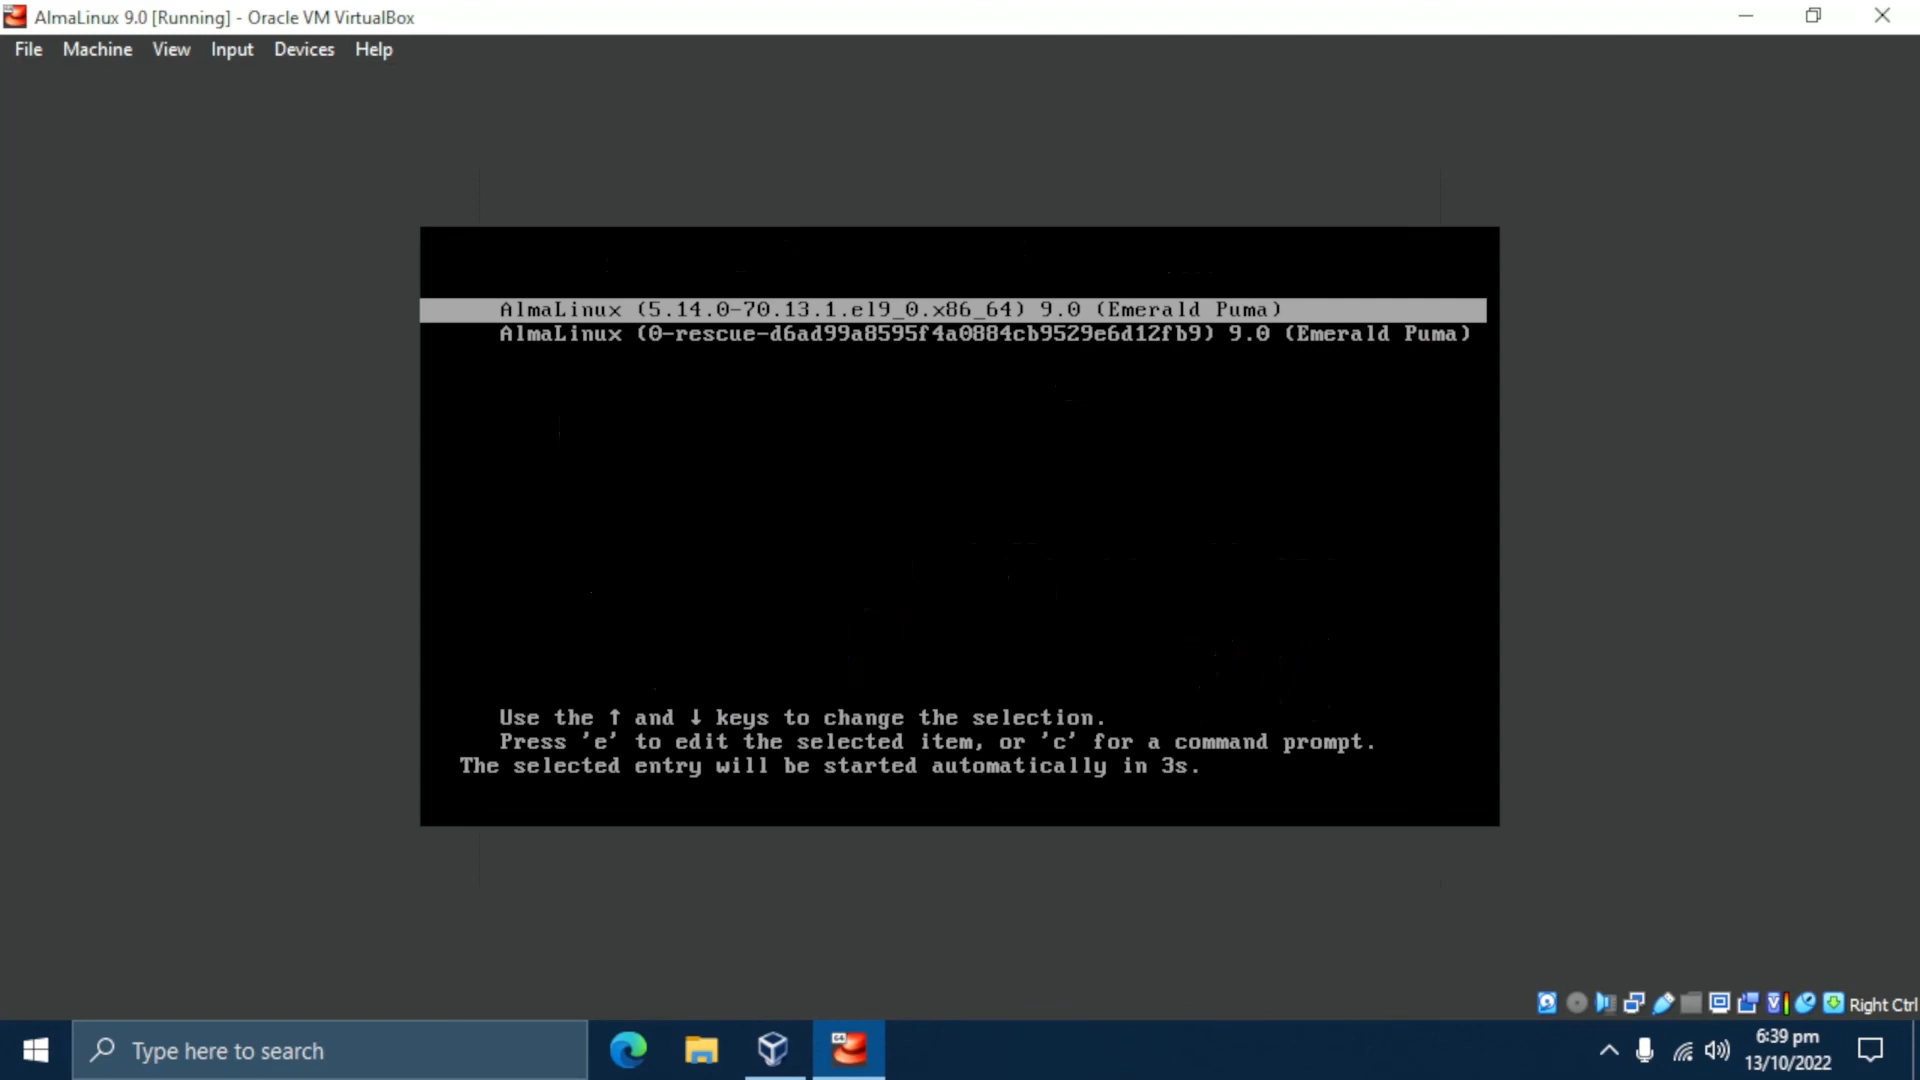 AlmaLinux 9.0 [Running] - Oracle VM VirtualBox
File Machine View Input Devices Help
AlmaLinux (5.14.0-70.13.1.el9_0.x86_64) 9.0 (Emerald Puma)
AlmaLinux (0-rescue-d6ad99a8595f4a0884cb9529e6d12fb9) 9.0 (Emerald Puma)
Use the ↑ and ↓ keys to change the selection.
Press 'e' to edit the selected item, or 'c' for a command prompt.
The selected entry will be started automatically in 3s.
Right Ctrl
Type here to search
64
6:39 pm
13/10/2022